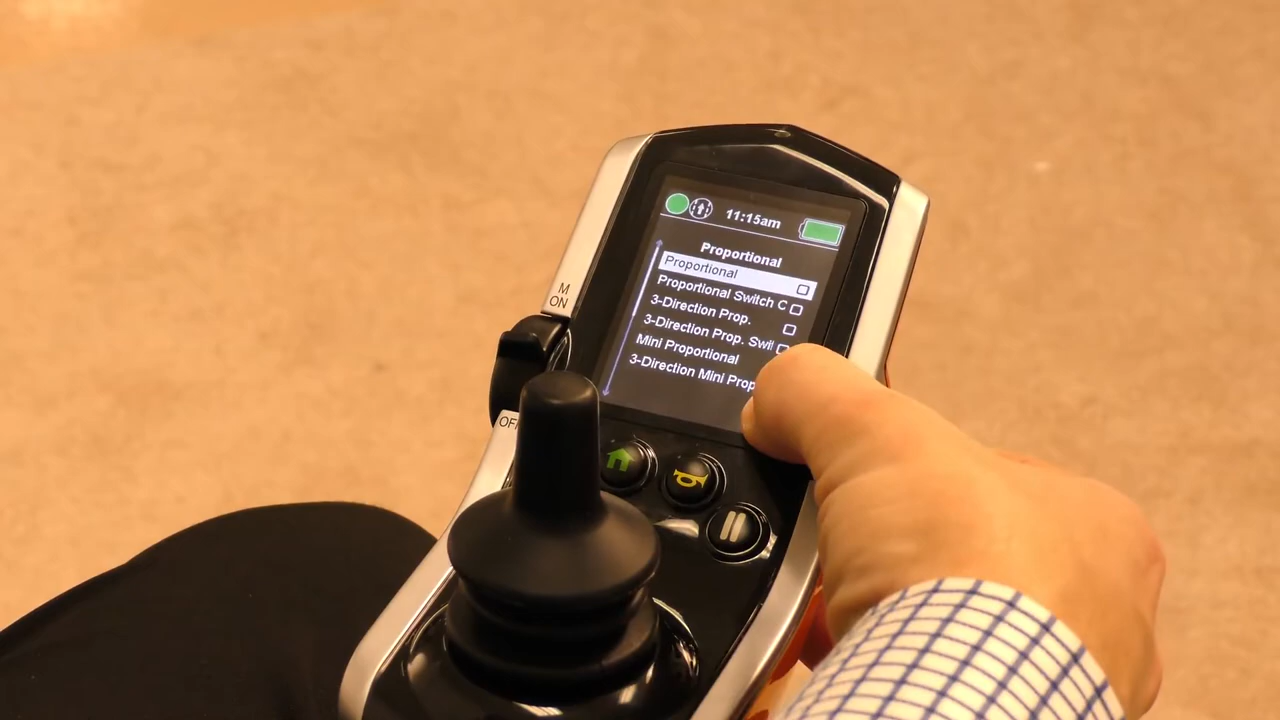 11:15am
Proportional
Proportional
Proportional Switch C
3-Direction Prop.
3-Direction Prop. Swit
Mini Proportional
3-Direction Mini Prop
M
ON
OFF